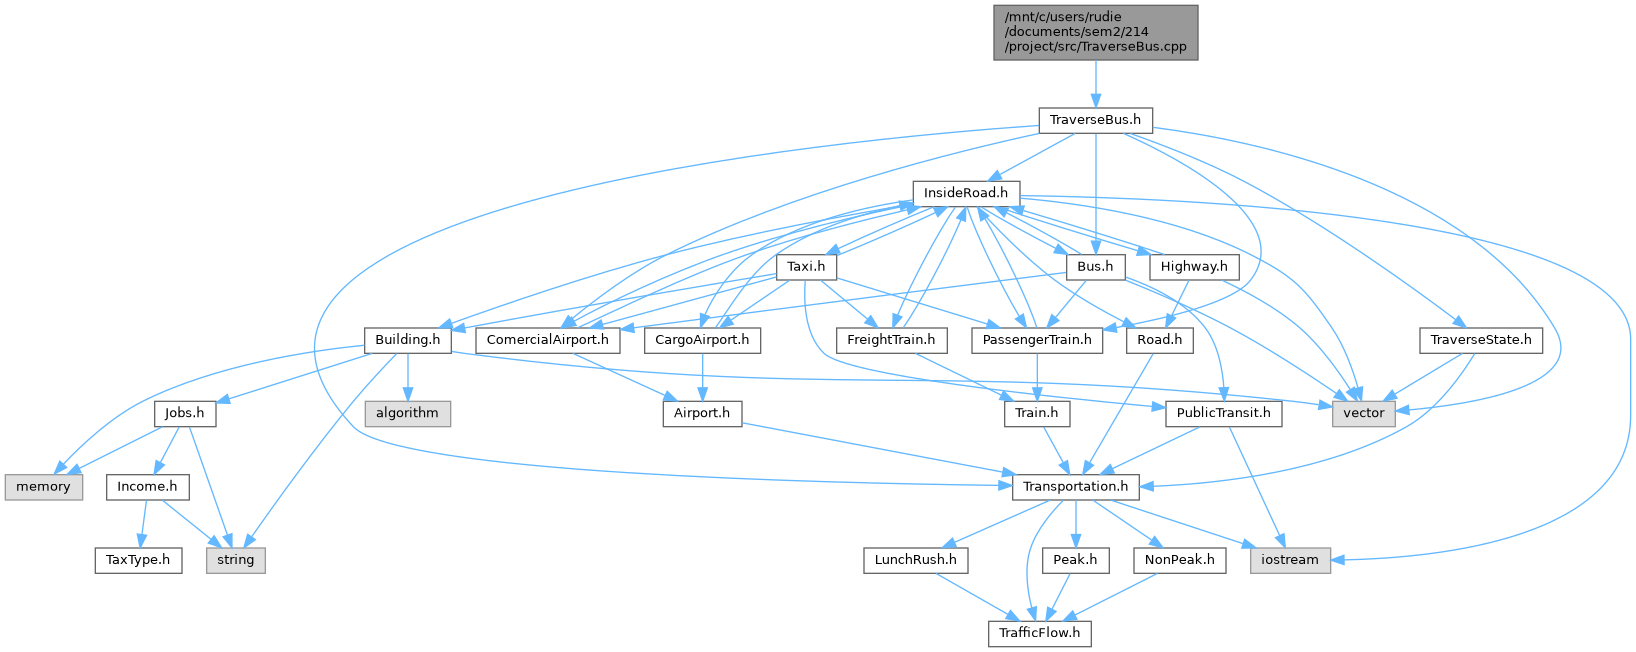 /mnt/c/users/rudie
/documents/sem2/214
/project/src/TraverseBus.cpp
TraverseBus.h
InsideRoad.h
Taxi.h
Bus.h
Highway.h
Building.h
ComercialAirport.h
CargoAirport.h
FreightTrain.h
PassengerTrain.h
Road.h
TraverseState.h
Jobs.h
algorithm
Airport.h
Train.h
PublicTransit.h
vector
memory
Income.h
Transportation.h
TaxType.h
string
LunchRush.h
Peak.h
NonPeak.h
iostream
TrafficFlow.h